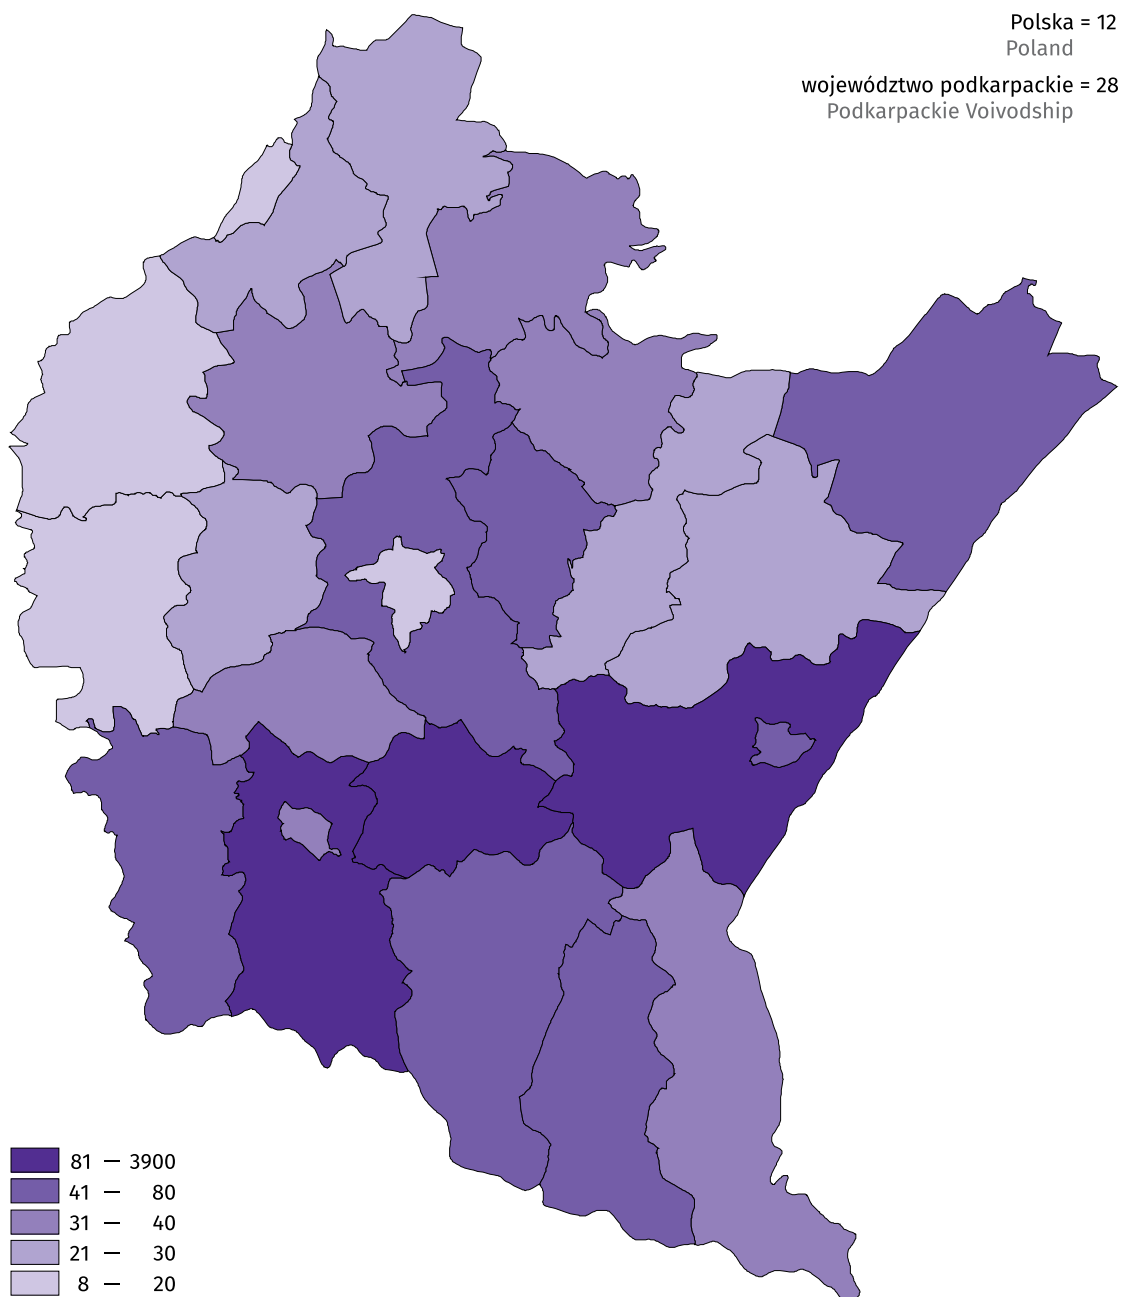 Polska = 12
Poland
województwo podkarpackie = 28
Podkarpackie Voivodship
81 – 3900
41 – 80
31 – 40
21 – 30
8 – 20